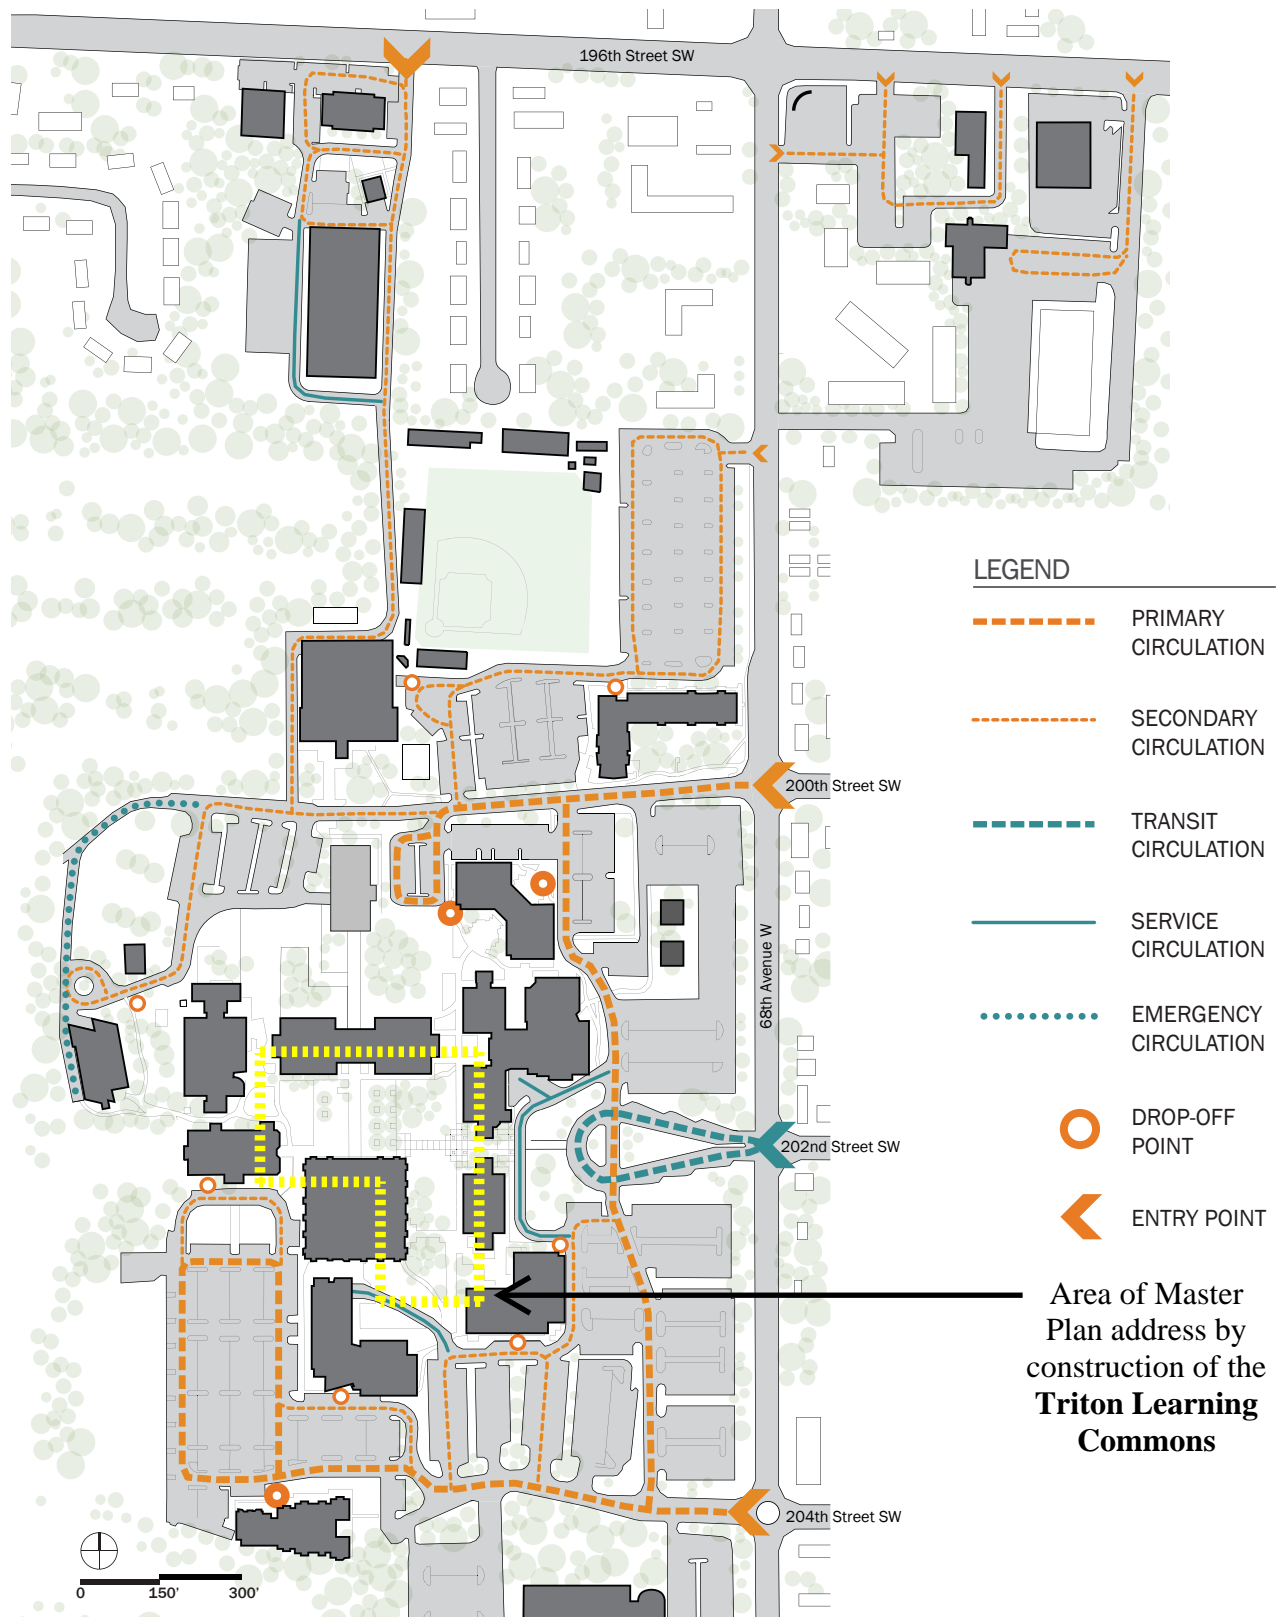 196th Street SW
LEGEND
PRIMARY
CIRCULATION
SECONDARY
CIRCULATION
200th Street SW
TRANSIT
CIRCULATION
SERVICE
CIRCULATION
68th Avenue W
EMERGENCY
CIRCULATION
DROP-OFF
POINT
202nd Street SW
ENTRY POINT
Area of Master
Plan address by
construction of the
Triton Learning
Commons
204th Street SW
0 150' 300'